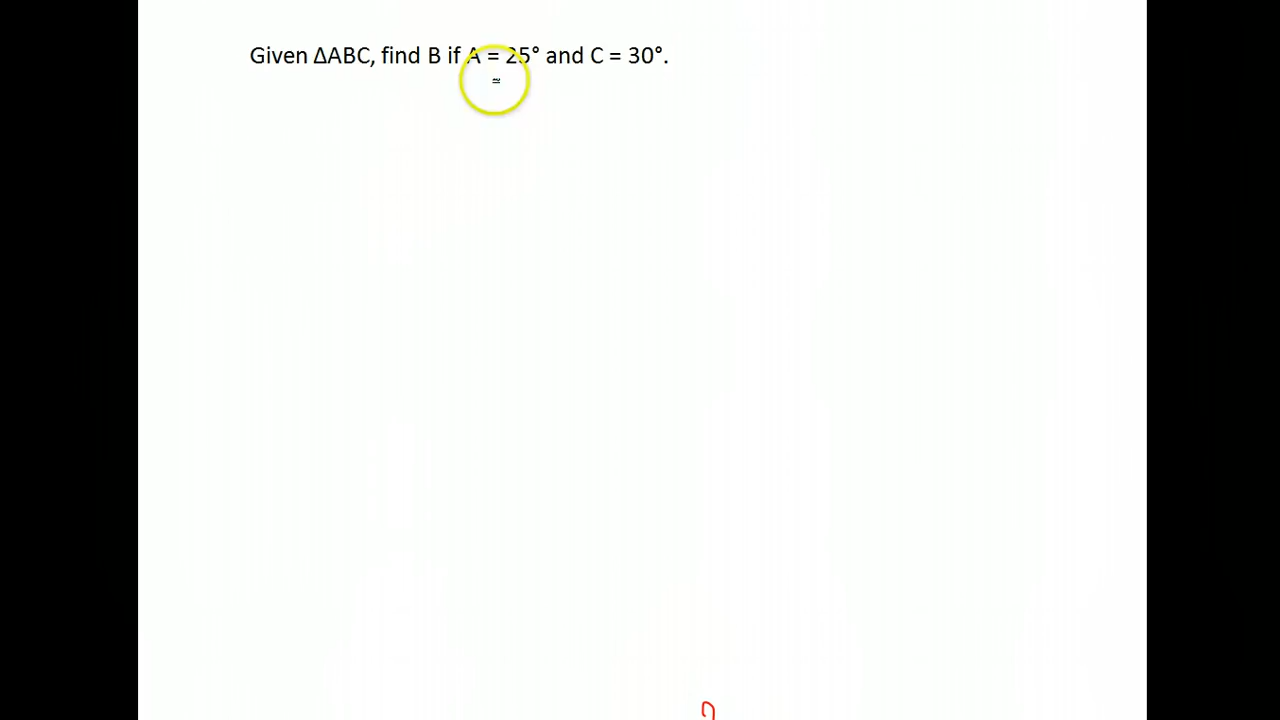 Given ΔABC, find B if A = 25° and C = 30°.